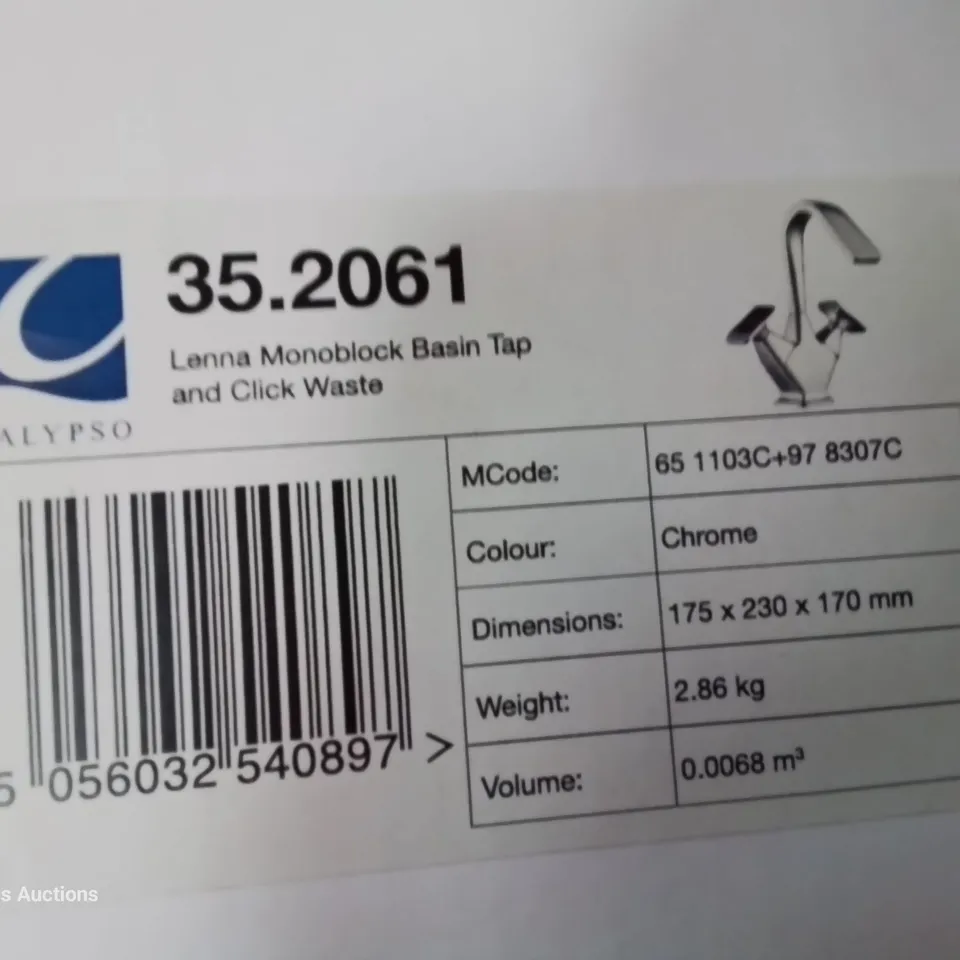 35.2061
Lenna Monoblock Basin Tap
and Click Waste
ALYPSO
MCode: 65 1103C+97 8307C
Colour: Chrome
Dimensions: 175 x 230 x 170 mm
Weight: 2.86 kg
Volume: 0.0068 m³
5 056032 540897 >
s Auctions